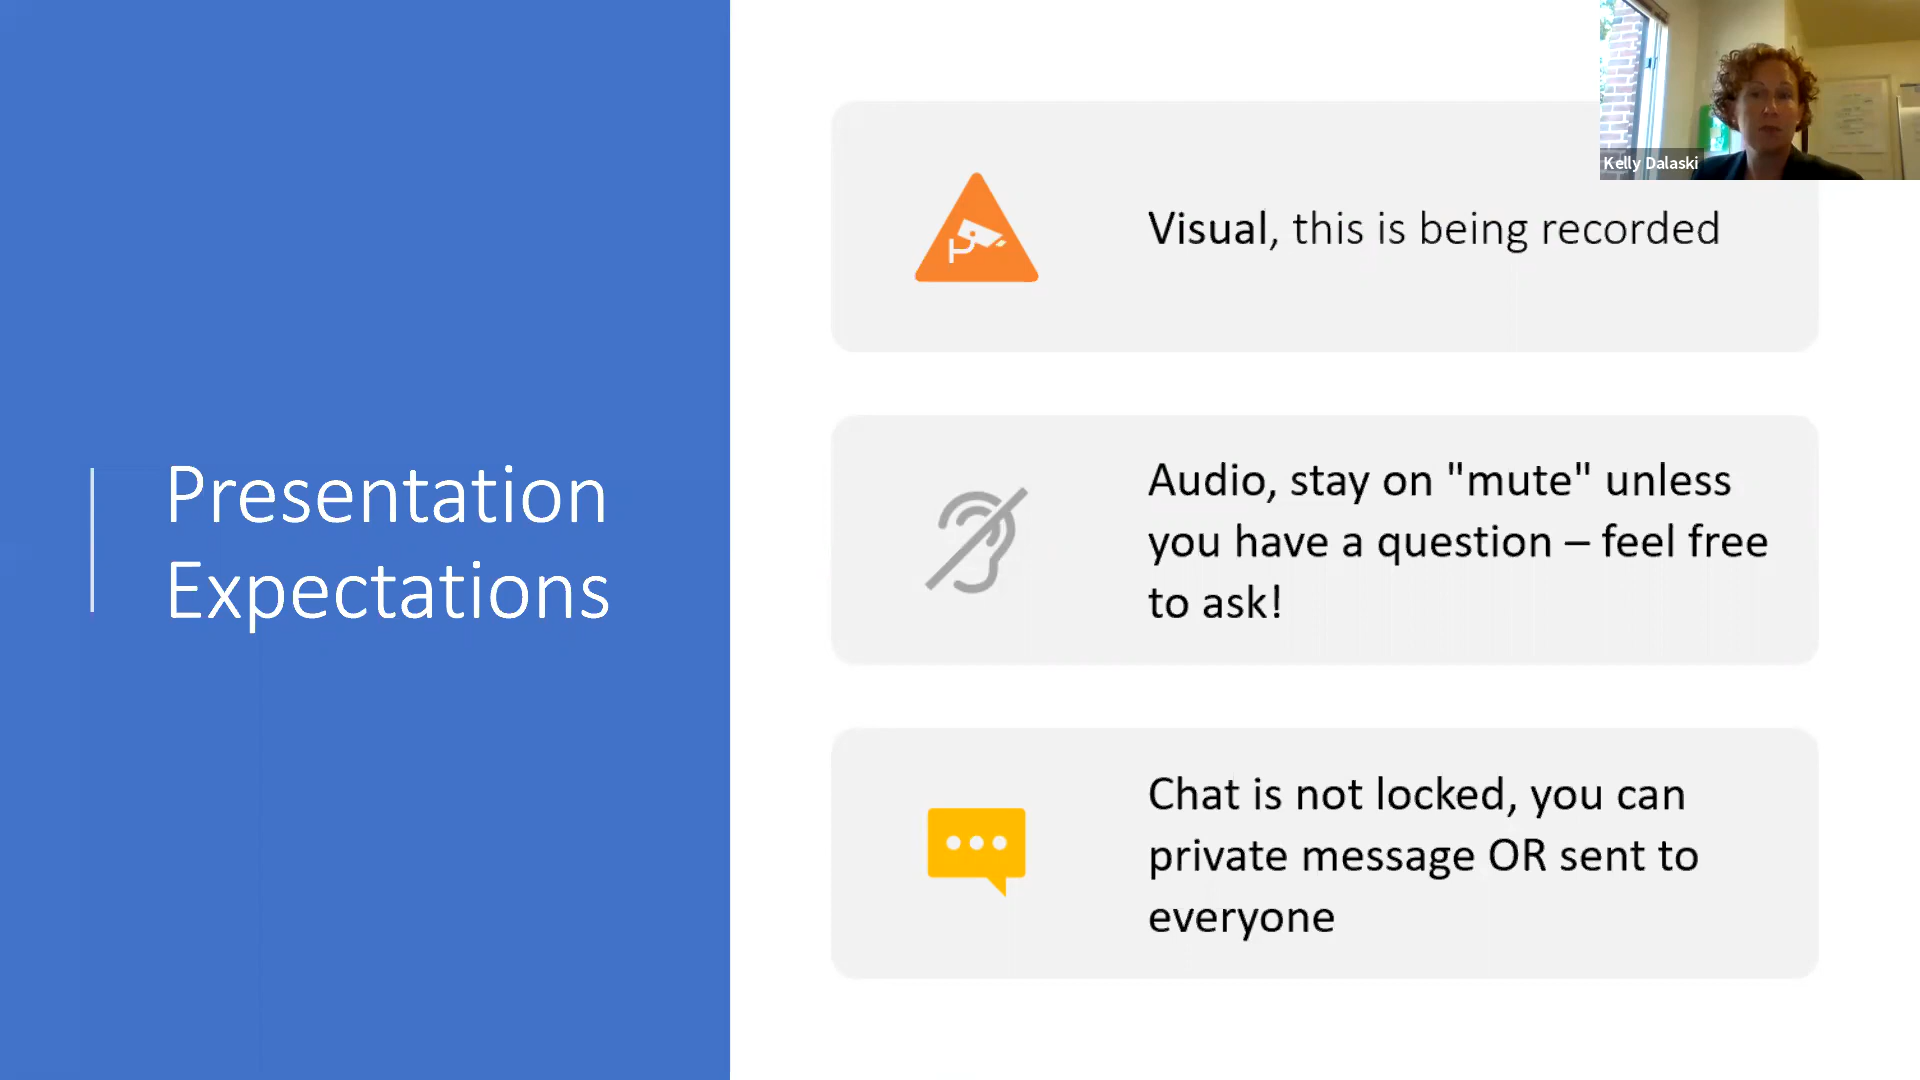 Presentation
Expectations
Visual, this is being recorded
Audio, stay on "mute" unless
you have a question – feel free
to ask!
Chat is not locked, you can
private message OR sent to
everyone
Kelly Dalaski